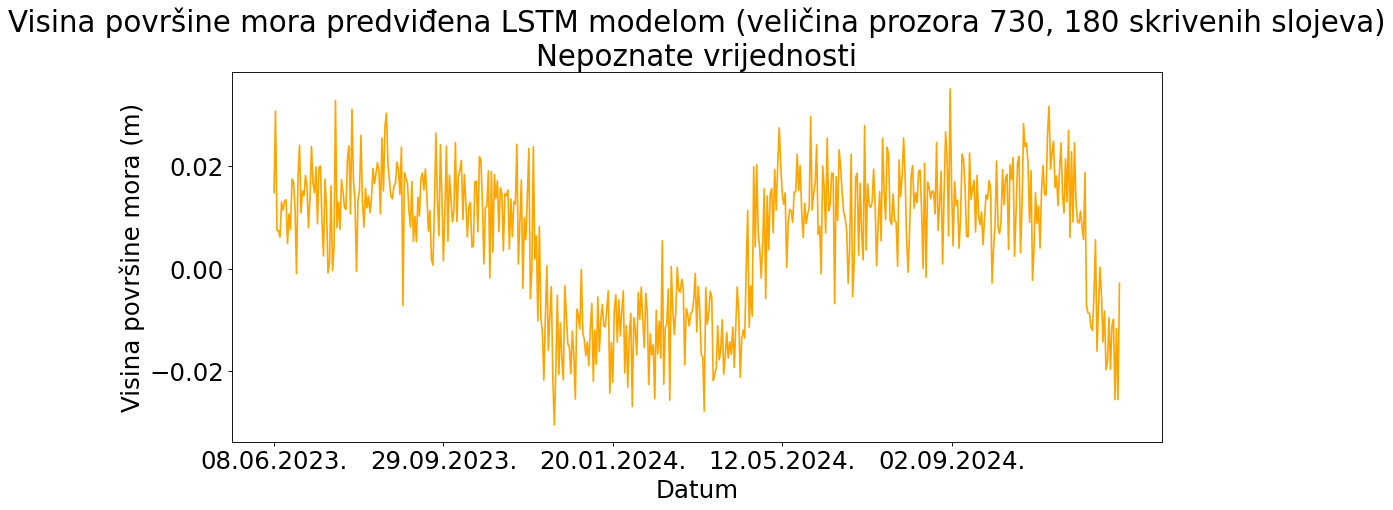 Visina površine mora predviđena LSTM modelom (veličina prozora 730, 180 skrivenih slojeva)
Nepoznate vrijednosti
Visina površine mora (m)
0.02
0.00
−0.02
08.06.2023. 29.09.2023. 20.01.2024. 12.05.2024. 02.09.2024.
Datum